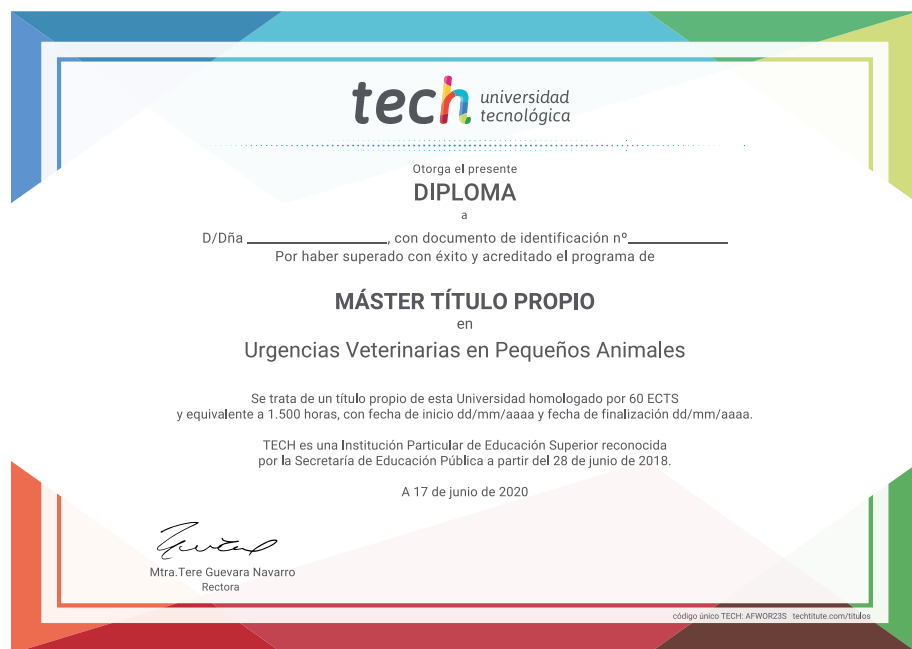 tech universidad
tecnológica
Otorga el presente
DIPLOMA
a
D/Dña , con documento de identificación nº
Por haber superado con éxito y acreditado el programa de
MÁSTER TÍTULO PROPIO
en
Urgencias Veterinarias en Pequeños Animales
Se trata de un título propio de esta Universidad homologado por 60 ECTS
y equivalente a 1.500 horas, con fecha de inicio dd/mm/aaaa y fecha de finalización dd/mm/aaaa.
TECH es una Institución Particular de Educación Superior reconocida
por la Secretaría de Educación Pública a partir del 28 de junio de 2018.
A 17 de junio de 2020
Mtra.Tere Guevara Navarro
Rectora
código único TECH: AFWOR23S techtitute.com/titulos